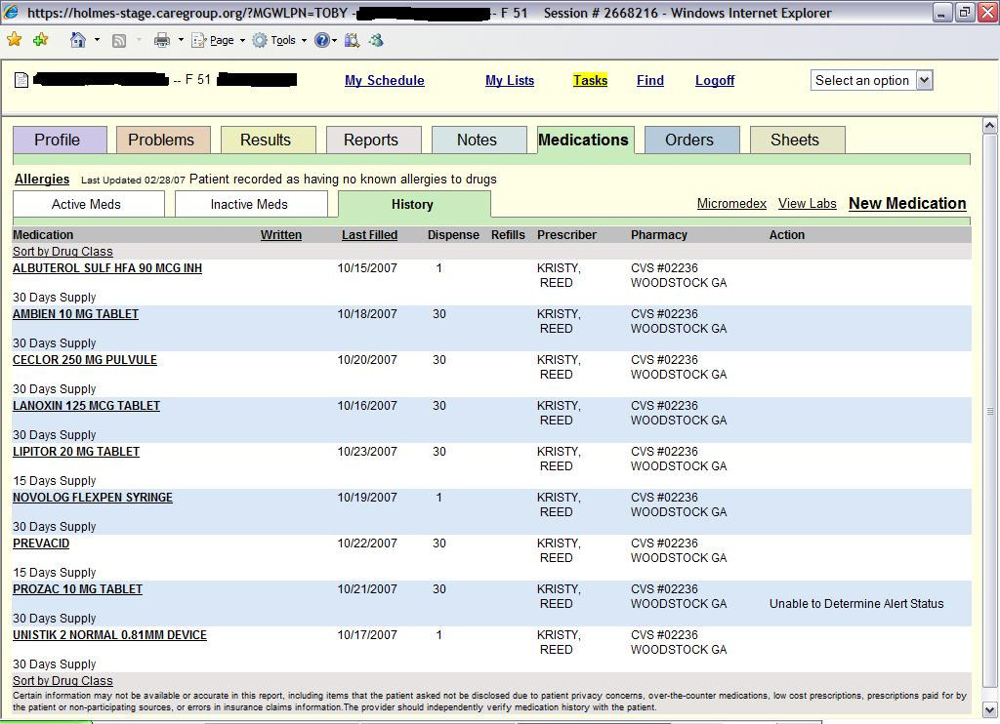 https://holmes-stage.caregroup.org/?MGWLPN=TOBY - -- F 51 Session # 2668216 - Windows Internet Explorer
Page Tools
-- F 51 My Schedule My Lists Tasks Find Logoff Select an option
Profile Problems Results Reports Notes Medications Orders Sheets
Allergies Last Updated 02/28/07 Patient recorded as having no known allergies to drugs
Active Meds Inactive Meds History Micromedex View Labs New Medication
Medication Written Last Filled Dispense Refills Prescriber Pharmacy Action
Sort by Drug Class
ALBUTEROL SULF HFA 90 MCG INH 10/15/2007 1 KRISTY, CVS #02236
REED WOODSTOCK GA
30 Days Supply
AMBIEN 10 MG TABLET 10/18/2007 30 KRISTY, CVS #02236
REED WOODSTOCK GA
30 Days Supply
CECLOR 250 MG PULVULE 10/20/2007 30 KRISTY, CVS #02236
REED WOODSTOCK GA
30 Days Supply
LANOXIN 125 MCG TABLET 10/16/2007 30 KRISTY, CVS #02236
REED WOODSTOCK GA
30 Days Supply
LIPITOR 20 MG TABLET 10/23/2007 30 KRISTY, CVS #02236
REED WOODSTOCK GA
15 Days Supply
NOVOLOG FLEXPEN SYRINGE 10/19/2007 1 KRISTY, CVS #02236
REED WOODSTOCK GA
30 Days Supply
PREVACID 10/22/2007 30 KRISTY, CVS #02236
REED WOODSTOCK GA
15 Days Supply
PROZAC 10 MG TABLET 10/21/2007 30 KRISTY, CVS #02236
REED WOODSTOCK GA Unable to Determine Alert Status
30 Days Supply
UNISTIK 2 NORMAL 0.81MM DEVICE 10/17/2007 1 KRISTY, CVS #02236
REED WOODSTOCK GA
30 Days Supply
Sort by Drug Class
Certain information may not be available or accurate in this report, including items that the patient asked not be disclosed due to patient privacy concerns, over-the-counter medications, low cost prescriptions, prescriptions paid for by
the patient or non-participating sources, or errors in insurance claims information.The provider should independently verify medication history with the patient.